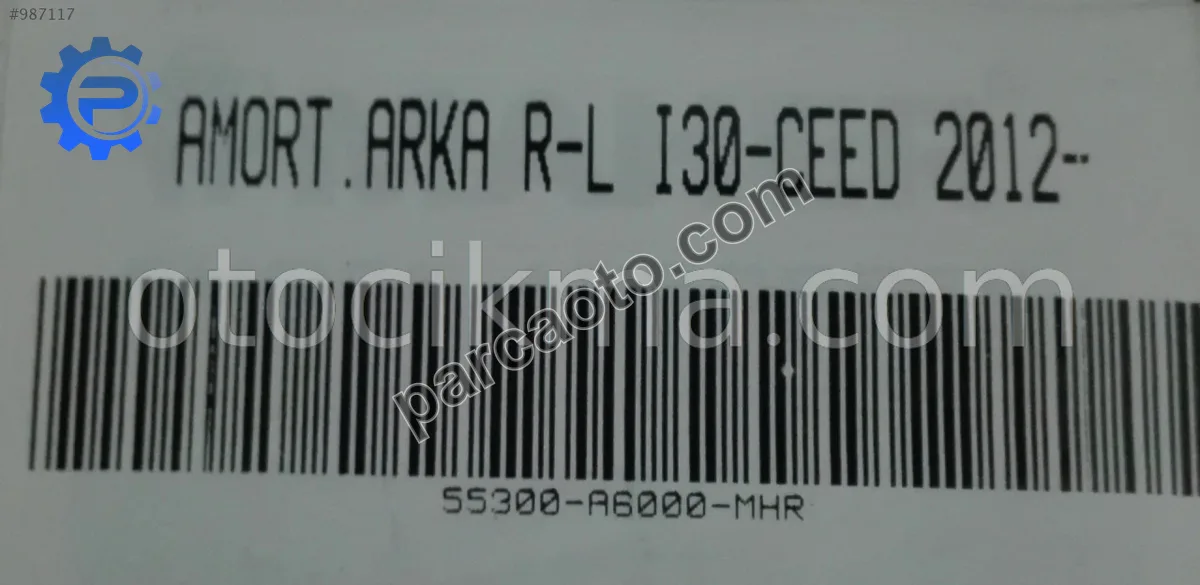 #987117
P
AMORT.ARKA R-L I30-CEED 2012--
otocikma.com
parcaoto.com
55300-A6000-MHR